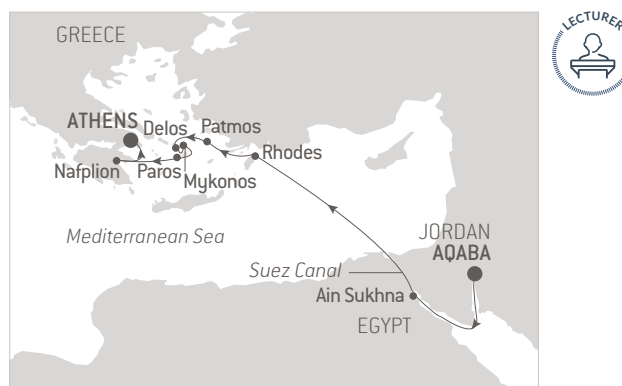 GREECE
LECTURER
ATHENS
Delos
Patmos
Rhodes
Nafplion
Paros
Mykonos
Mediterranean Sea
JORDAN
AQABA
Suez Canal
Ain Sukhna
EGYPT